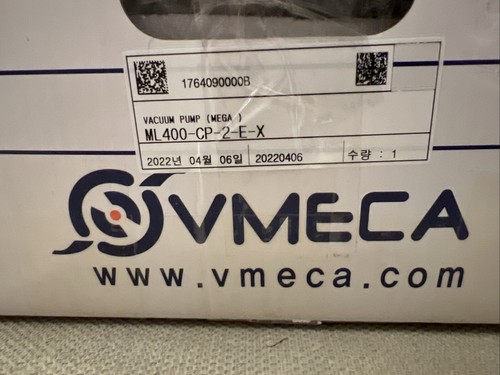 1764090000B
VACUUM PUMP (MEGA )
ML400-CP-2-E-X
2022년 04월 06일 20220406 수량 : 1
VMECA
www.vmeca.com